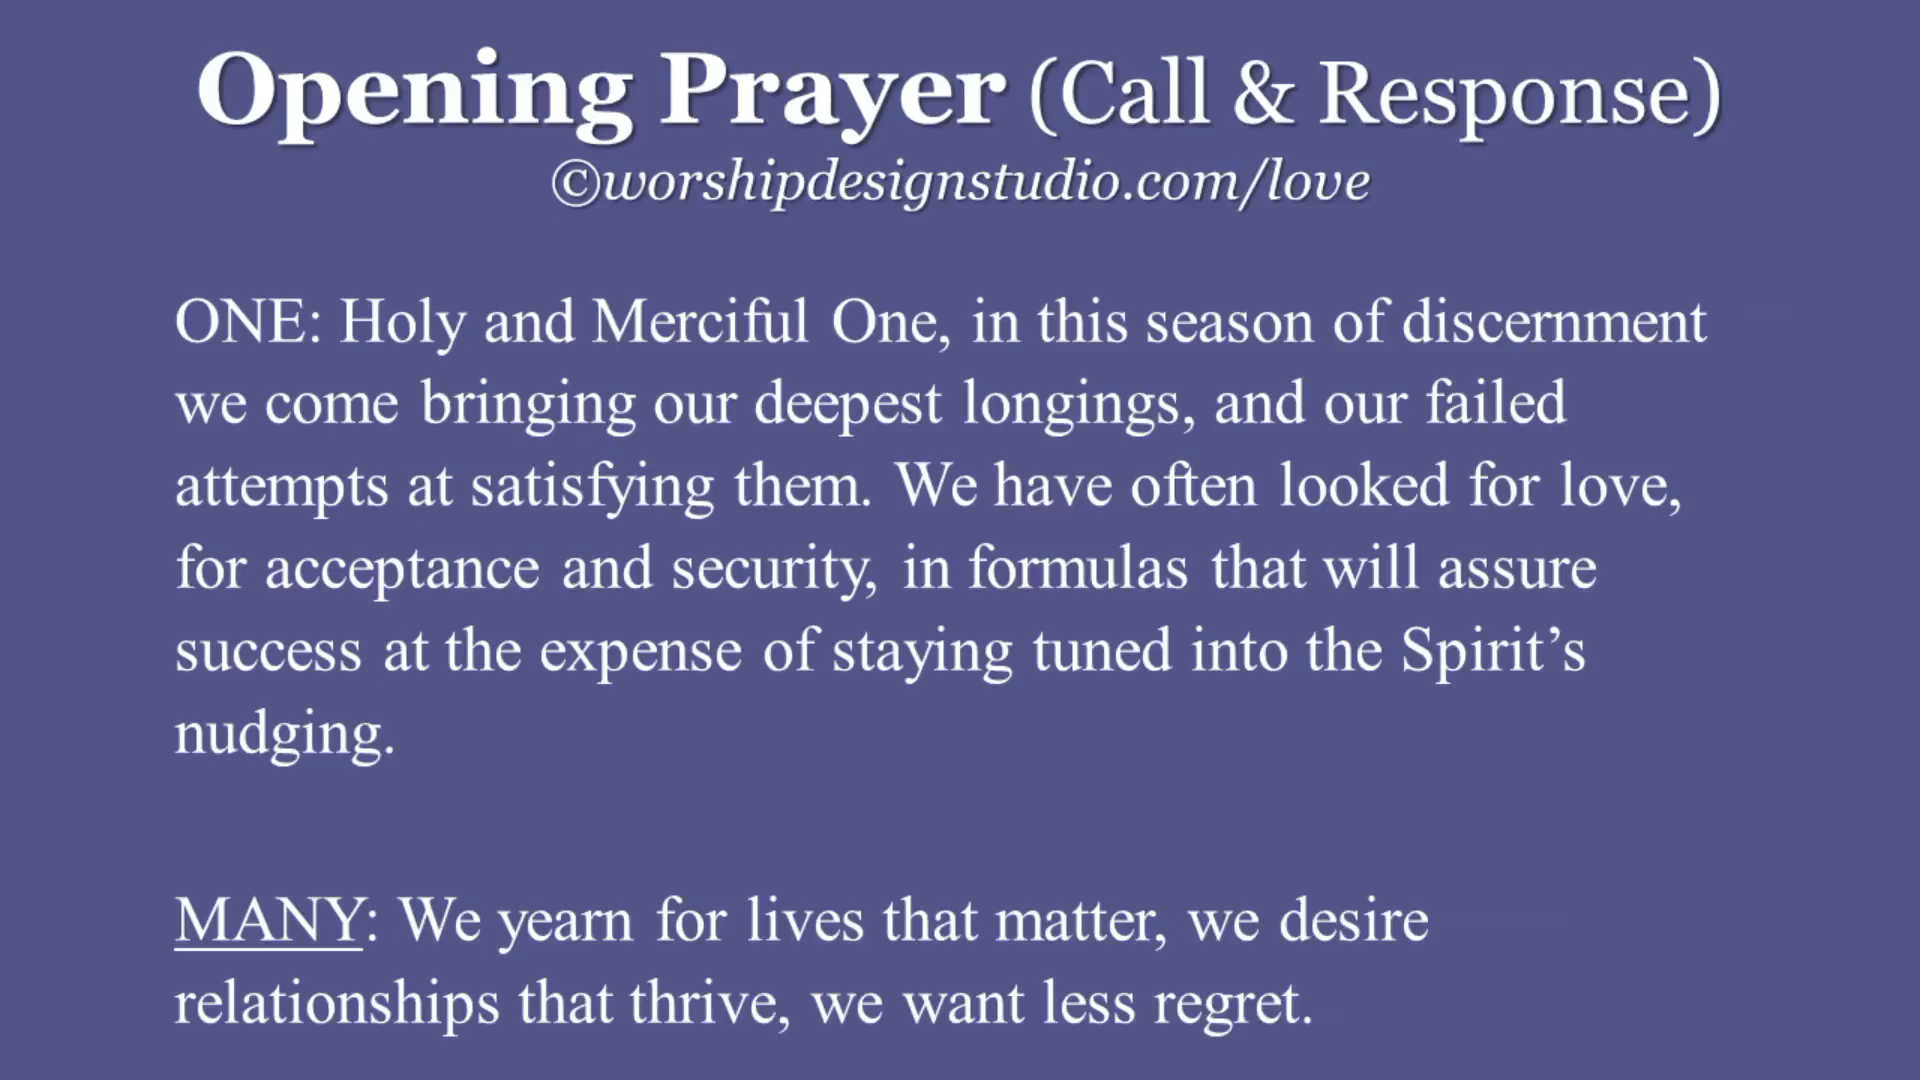 Opening Prayer (Call & Response)
©worshipdesignstudio.com/love
ONE: Holy and Merciful One, in this season of discernment
we come bringing our deepest longings, and our failed
attempts at satisfying them. We have often looked for love,
for acceptance and security, in formulas that will assure
success at the expense of staying tuned into the Spirit’s
nudging.
MANY: We yearn for lives that matter, we desire
relationships that thrive, we want less regret.